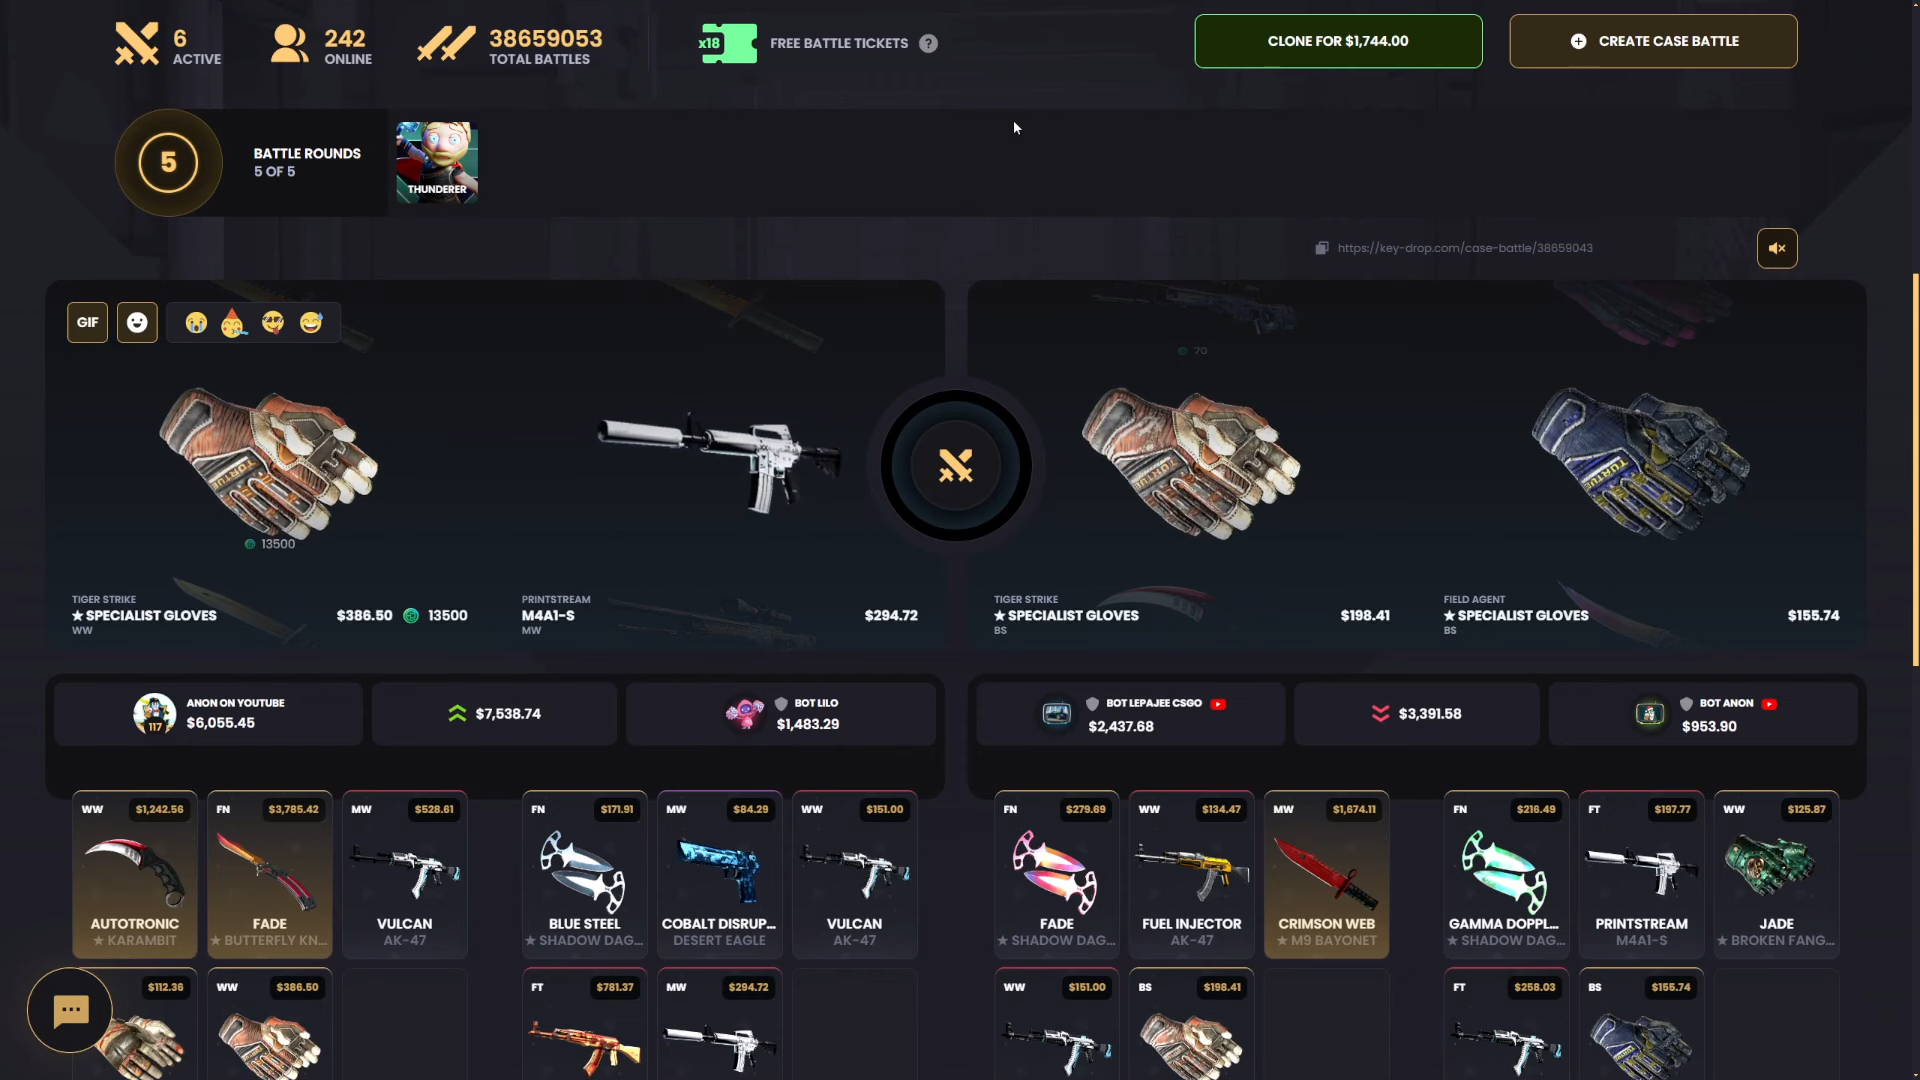 6
ACTIVE
242
ONLINE
38659053
TOTAL BATTLES
x18
FREE BATTLE TICKETS ?
CLONE FOR $1,744.00
CREATE CASE BATTLE
5
BATTLE ROUNDS
5 OF 5
THUNDERER
https://key-drop.com/case-battle/38659043
GIF
70
13500
TIGER STRIKE
★ SPECIALIST GLOVES
WW
$386.50 13500
PRINTSTREAM
M4A1-S
MW
$294.72
TIGER STRIKE
★ SPECIALIST GLOVES
BS
$198.41
FIELD AGENT
★ SPECIALIST GLOVES
BS
$155.74
117
ANON ON YOUTUBE
$6,055.45
$7,538.74
BOT LILO
$1,483.29
BOT LEPAJEE CSGO
$2,437.68
$3,391.58
BOT ANON
$953.90
WW $1,242.56
AUTOTRONIC
★ KARAMBIT
FN $3,785.42
FADE
★ BUTTERFLY KN...
MW $528.61
VULCAN
AK-47
FN $171.91
BLUE STEEL
★ SHADOW DAG...
MW $84.29
COBALT DISRUP...
DESERT EAGLE
WW $151.00
VULCAN
AK-47
FN $279.69
FADE
★ SHADOW DAG...
WW $134.47
FUEL INJECTOR
AK-47
MW $1,674.11
CRIMSON WEB
★ M9 BAYONET
FN $216.49
GAMMA DOPPL...
★ SHADOW DAG...
FT $197.77
PRINTSTREAM
M4A1-S
WW $125.87
JADE
★ BROKEN FANG...
$112.36
WW $386.50
FT $781.37
MW $294.72
WW $151.00
BS $198.41
FT $258.03
BS $155.74